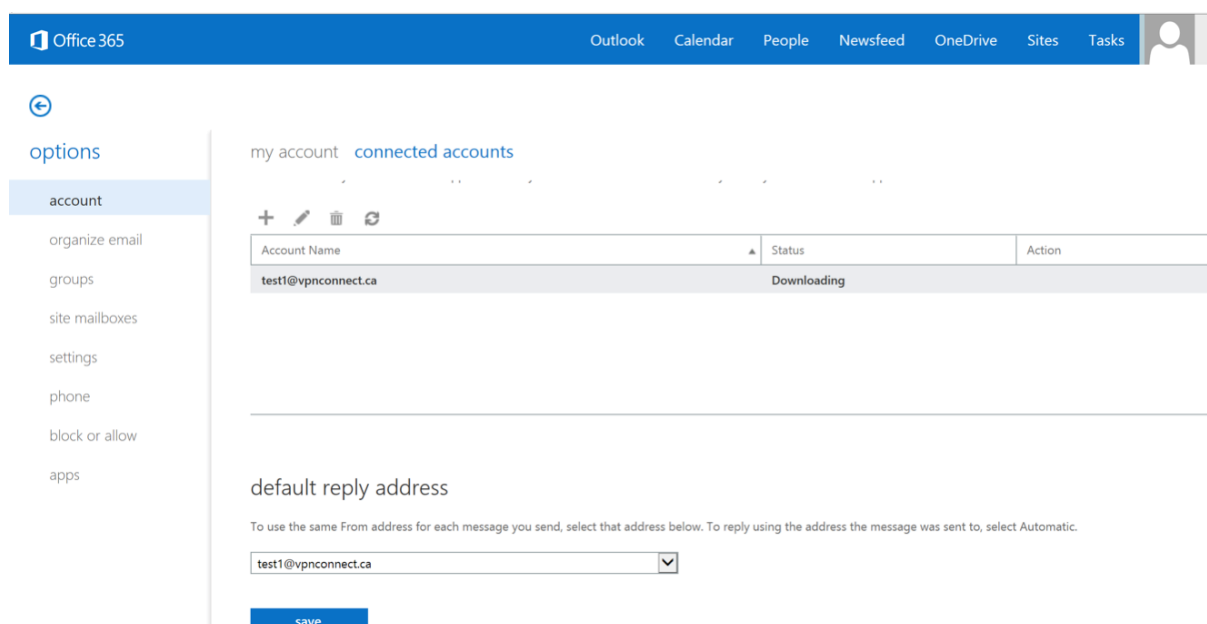 Office 365 Outlook Calendar People Newsfeed OneDrive Sites Tasks
options
account
organize email
groups
site mailboxes
settings
phone
block or allow
apps
my account connected accounts
Account Name Status Action
test1@vpnconnect.ca Downloading
default reply address
To use the same From address for each message you send, select that address below. To reply using the address the message was sent to, select Automatic.
test1@vpnconnect.ca
save